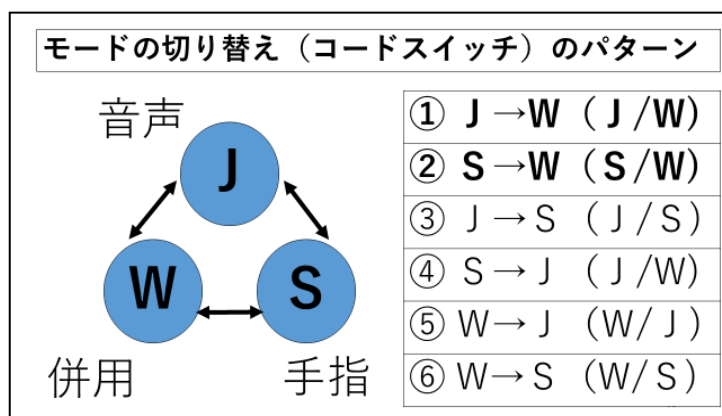 モードの切り替え（コードスイッチ）のパターン
音声
J
W
S
併用
手指
① J→W（J/W）
② S→W（S/W）
③ J→S（J/S）
④ S→J（J/W）
⑤ W→J（W/J）
⑥ W→S（W/S）